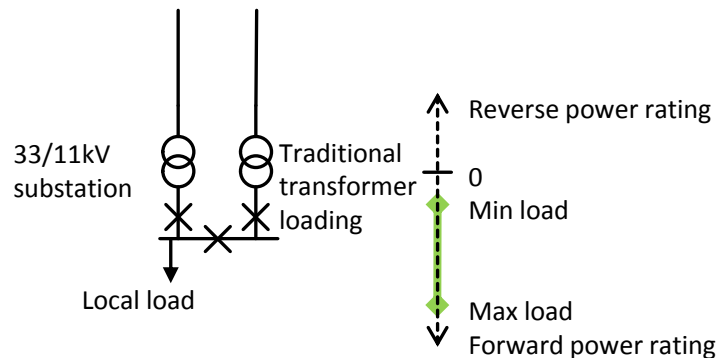 33/11kV
substation
Traditional
transformer
loading
Local load
Reverse power rating
0
Min load
Max load
Forward power rating